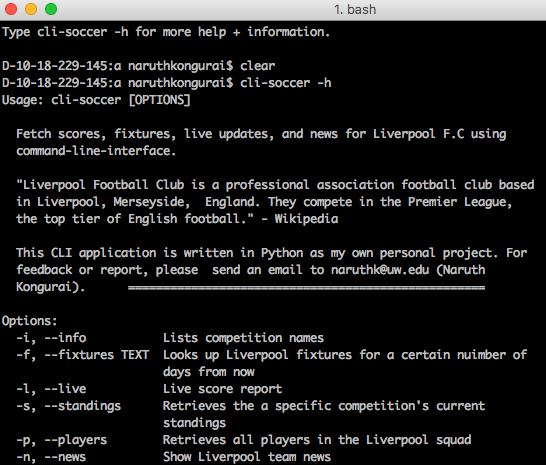 1. bash
Type cli-soccer -h for more help + information.
D-10-18-229-145:a naruthkongurai$ clear
D-10-18-229-145:a naruthkongurai$ cli-soccer -h
Usage: cli-soccer [OPTIONS]
Fetch scores, fixtures, live updates, and news for Liverpool F.C using
command-line-interface.
"Liverpool Football Club is a professional association football club based
in Liverpool, Merseyside,  England. They compete in the Premier League,
the top tier of English football." - Wikipedia
This CLI application is written in Python as my own personal project. For
feedback or report, please  send an email to naruthk@uw.edu (Naruth
Kongurai).      ===================================================
Options:
-i, --info           Lists competition names
-f, --fixtures TEXT  Looks up Liverpool fixtures for a certain nuimber of
days from now
-l, --live           Live score report
-s, --standings      Retrieves the a specific competition's current
standings
-p, --players        Retrieves all players in the Liverpool squad
-n, --news           Show Liverpool team news